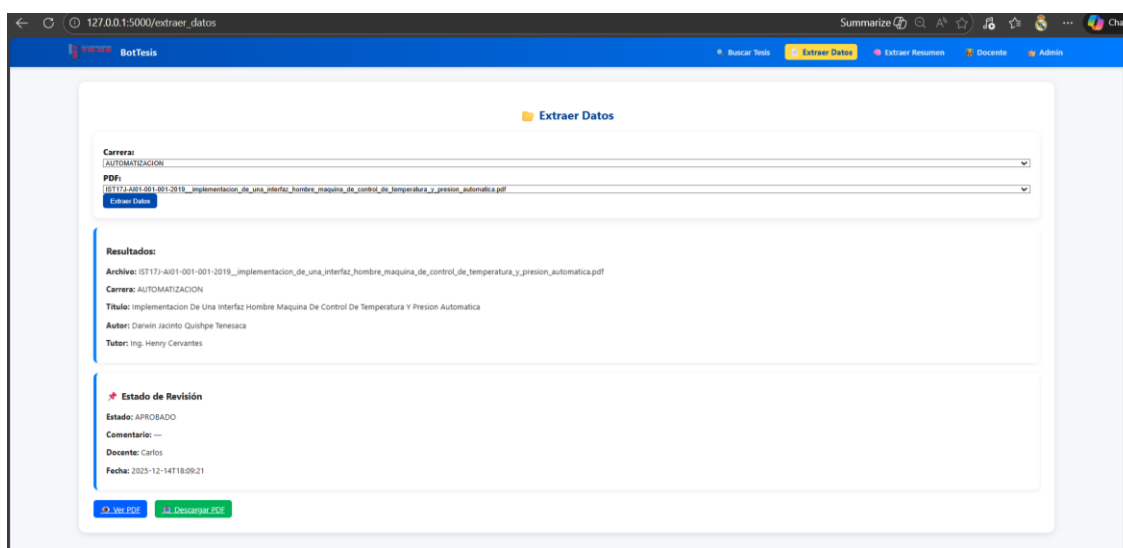 127.0.0.1:5000/extraer_datos Summarize Cha
BotTesis Buscar Tesis Extraer Datos Extraer Resumen Docente Admin
Extraer Datos
Carrera:
AUTOMATIZACION
PDF:
IST17J-AI01-001-001-2019__implementacion_de_una_interfaz_hombre_maquina_de_control_de_temperatura_y_presion_automatica.pdf
Extraer Datos
Resultados:
Archivo: IST17J-AI01-001-001-2019__implementacion_de_una_interfaz_hombre_maquina_de_control_de_temperatura_y_presion_automatica.pdf
Carrera: AUTOMATIZACION
Título: Implementacion De Una Interfaz Hombre Maquina De Control De Temperatura Y Presion Automatica
Autor: Darwin Jacinto Quishpe Tenesaca
Tutor: Ing. Henry Cervantes
Estado de Revisión
Estado: APROBADO
Comentario: —
Docente: Carlos
Fecha: 2025-12-14T18:09:21
Ver PDF Descargar PDF